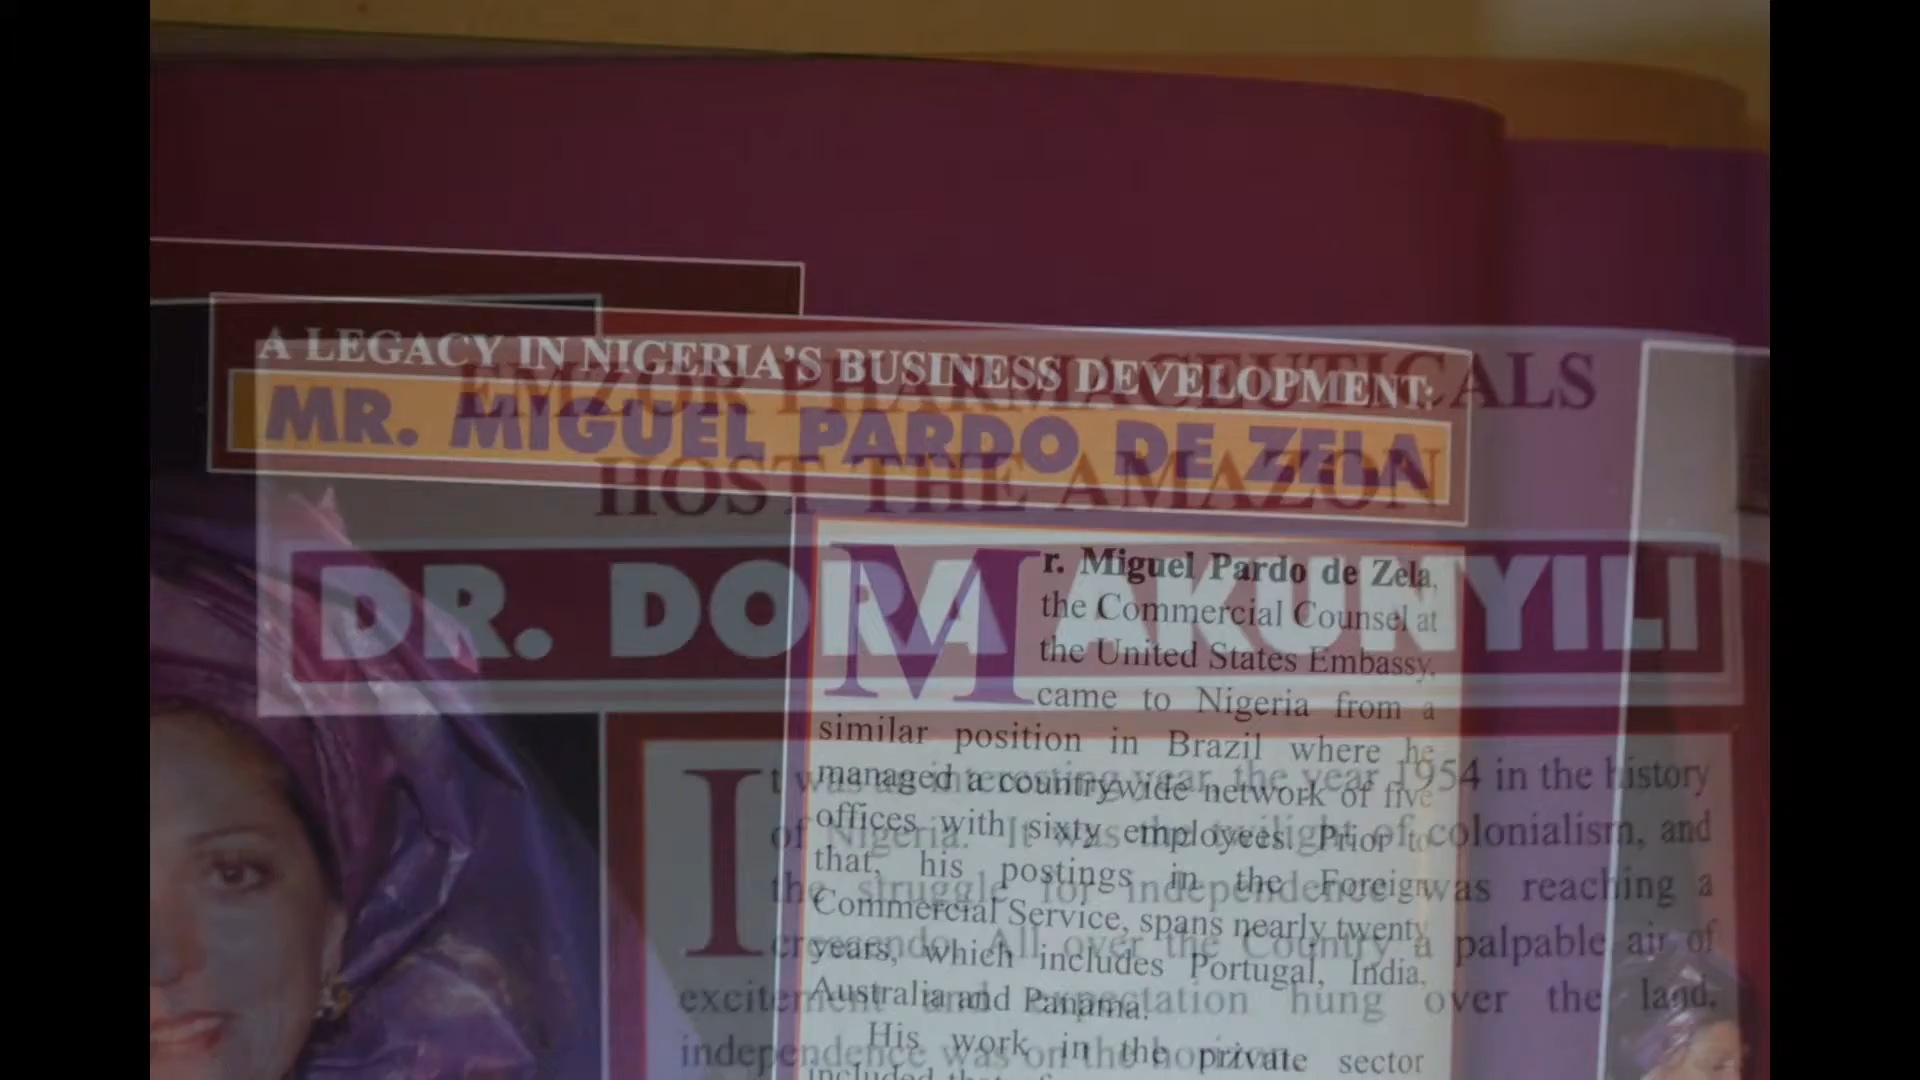 A LEGACY IN NIGERIA'S BUSINESS DEVELOPMENT:
MR. MIGUEL PARDO DE ZELA
EMZOR PHARMACEUTICALS
HOST THE AMAZON
DR. DORA AKUNYILI
Mr. Miguel Pardo de Zela,
the Commercial Counsel at
the United States Embassy,
came to Nigeria from a
similar position in Brazil where he
managed a countrywide network of five
offices with sixty employees. Prior to
that, his postings in the Foreign
Commercial Service, spans nearly twenty
years, which includes Portugal, India,
Australia and Panama.
His work in the private sector
It was an interesting year, the year 1954 in the history
of Nigeria. It was the twilight of colonialism, and
the struggle for independence was reaching a
crescendo. All over the Country a palpable air of
excitement and expectation hung over the land.
independence was on the horizon